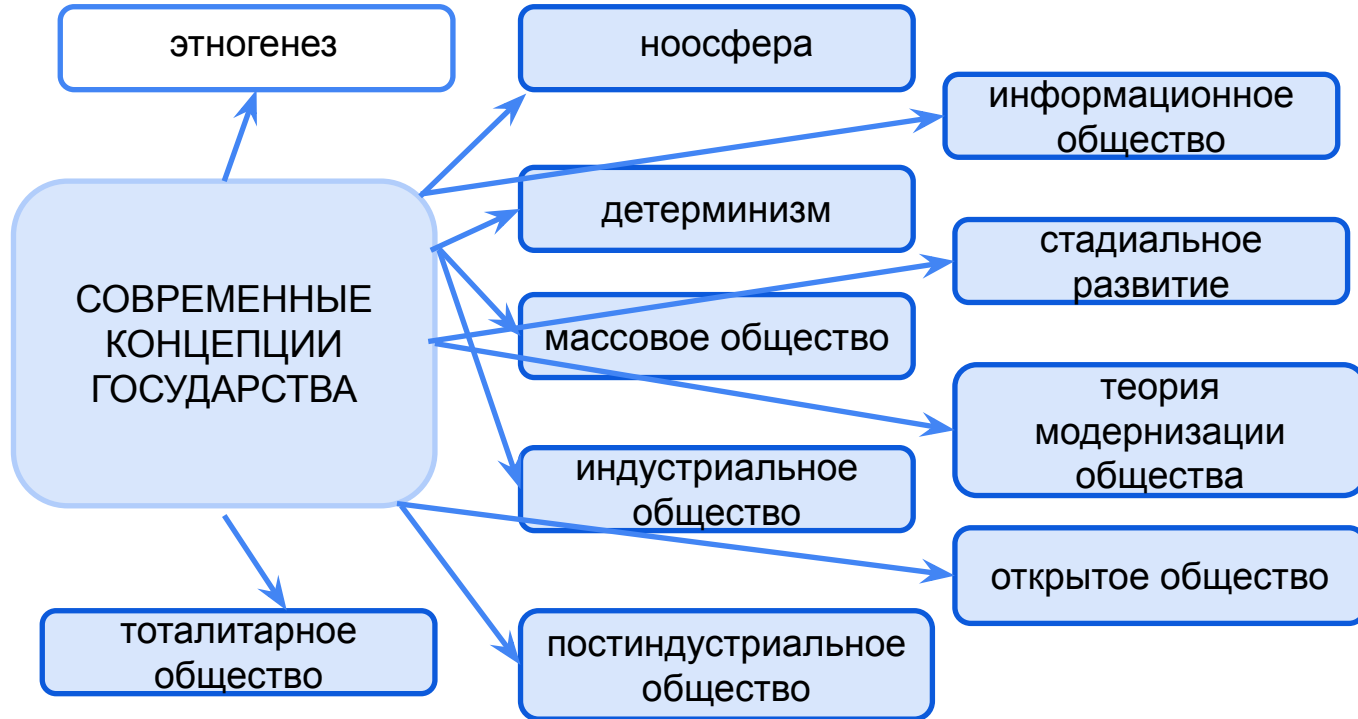 этногенез
ноосфера
информационное
общество
детерминизм
стадиальное
развитие
СОВРЕМЕННЫЕ
КОНЦЕПЦИИ
ГОСУДАРСТВА
массовое общество
теория
модернизации
общества
индустриальное
общество
открытое общество
тоталитарное
общество
постиндустриальное
общество